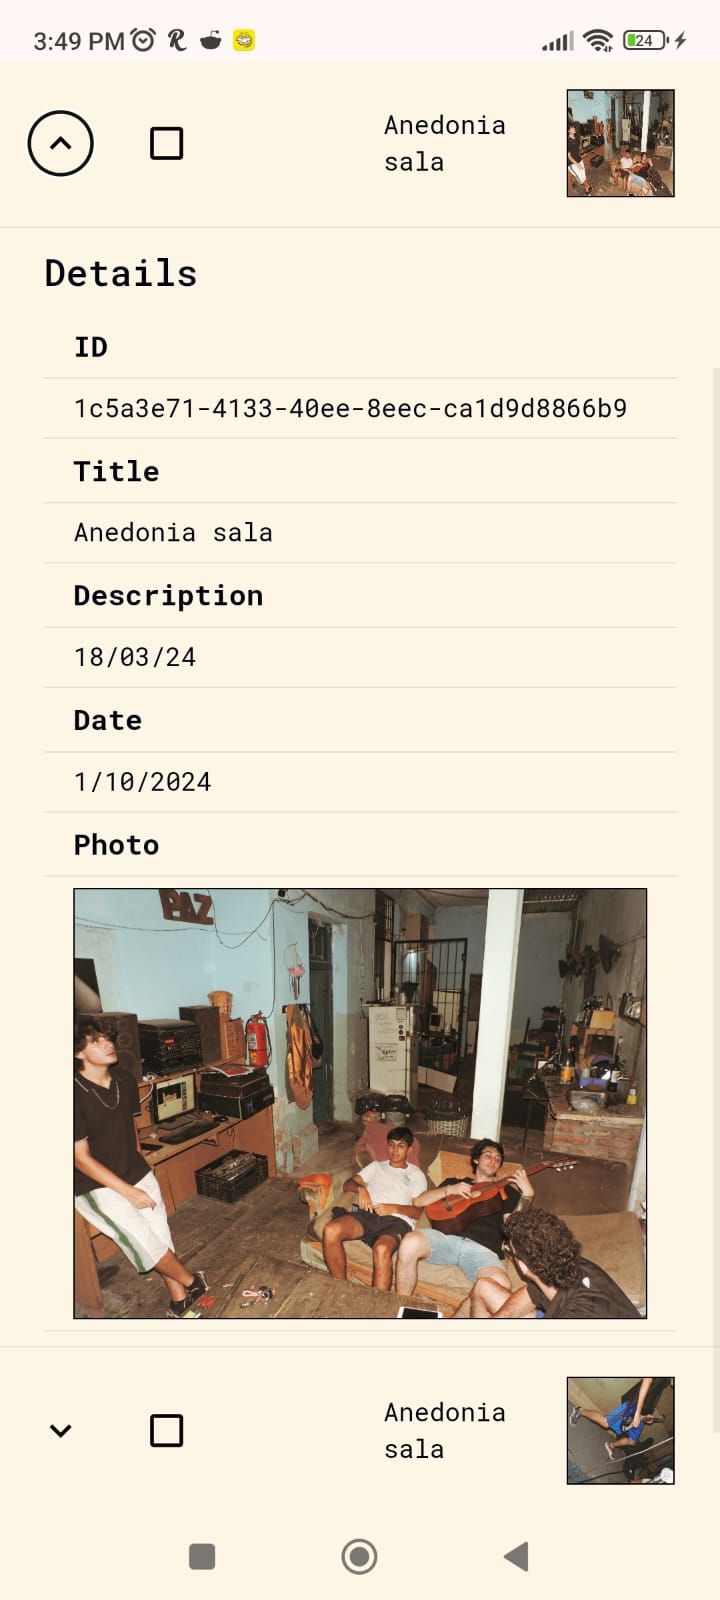 3:49 PM
24
Anedonia
sala
Details
ID
1c5a3e71-4133-40ee-8eec-ca1d9d8866b9
Title
Anedonia sala
Description
18/03/24
Date
1/10/2024
Photo
PAZ
Anedonia
sala